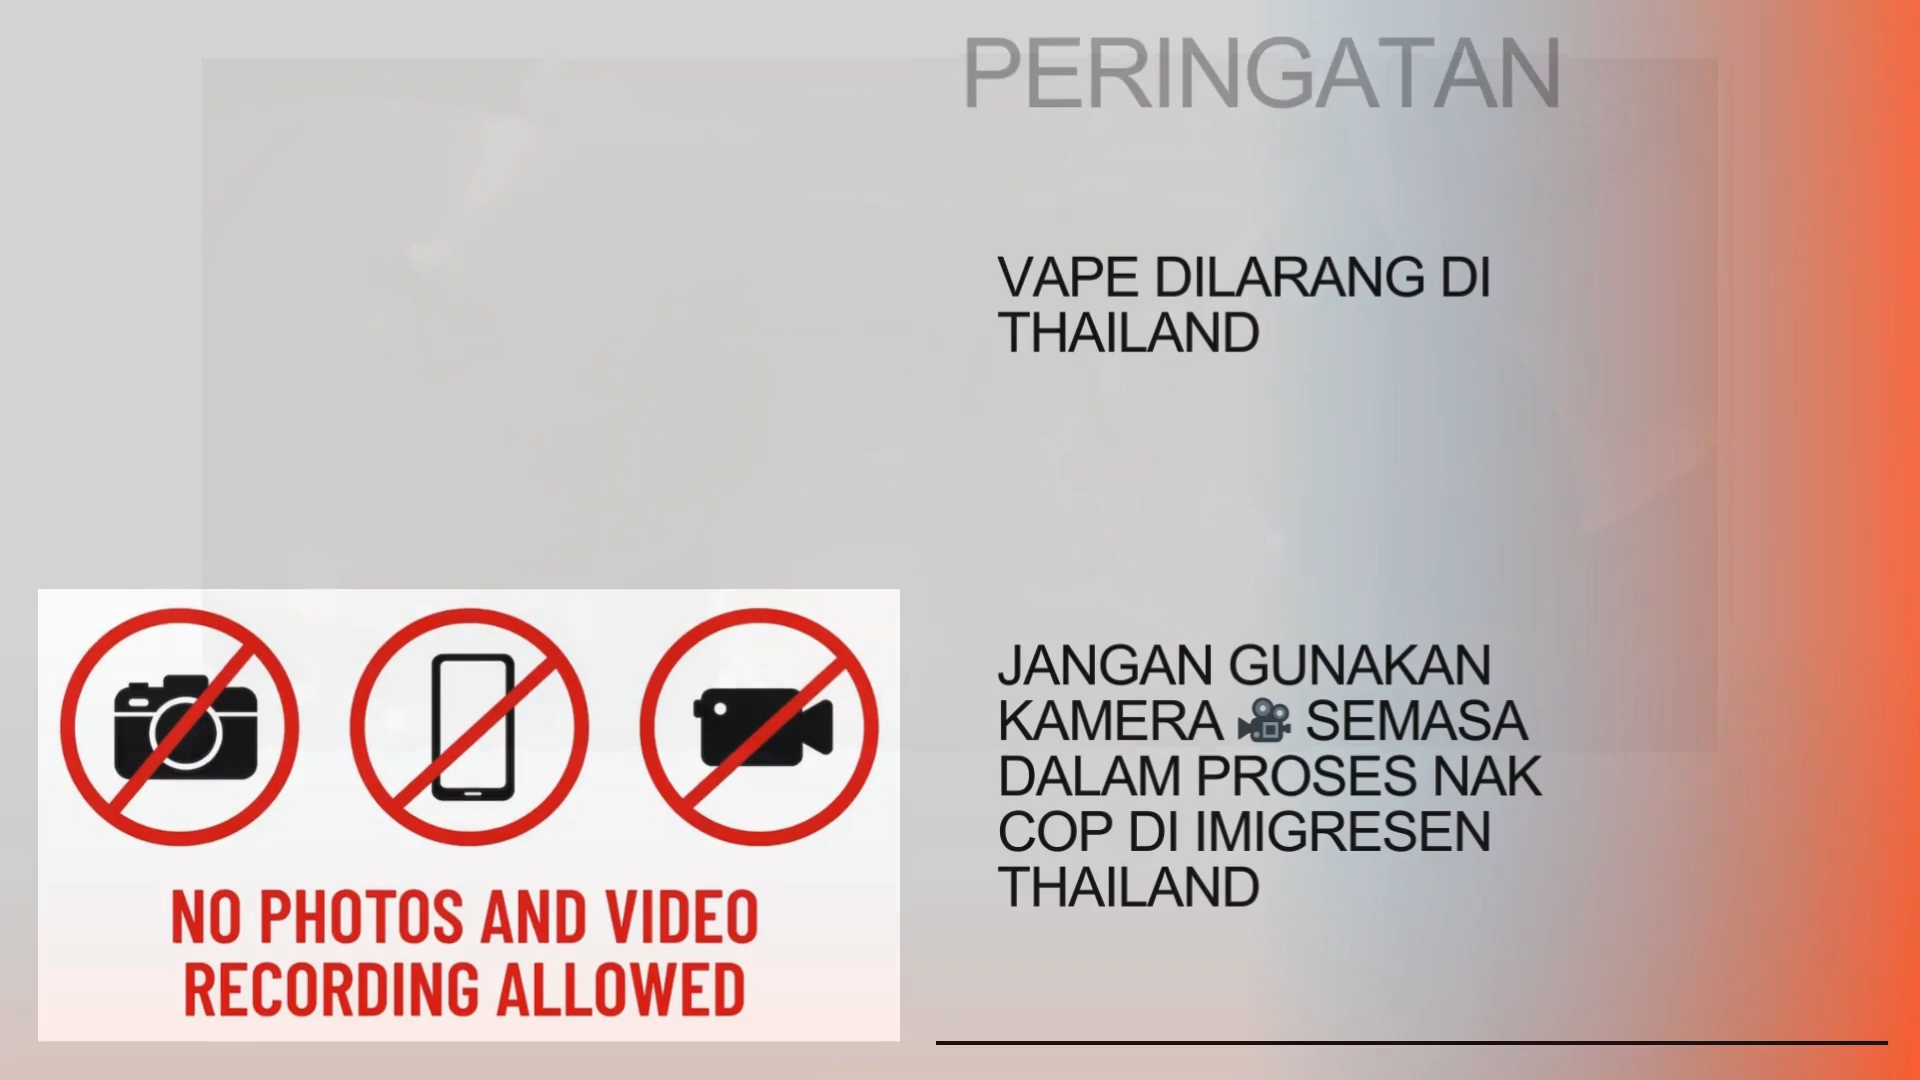 PERINGATAN
VAPE DILARANG DI
THAILAND
JANGAN GUNAKAN
KAMERA 🎥 SEMASA
DALAM PROSES NAK
COP DI IMIGRESEN
THAILAND
NO PHOTOS AND VIDEO
RECORDING ALLOWED